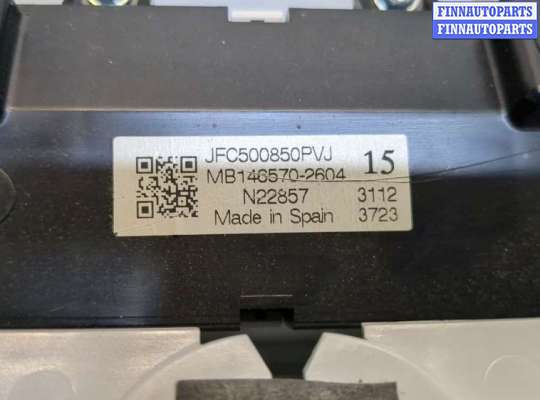 FINNAUTOPARTS
FINNAUTOPARTS
JFC500850PVJ 15
MB146570-2604
N22857 3112
Made in Spain 3723